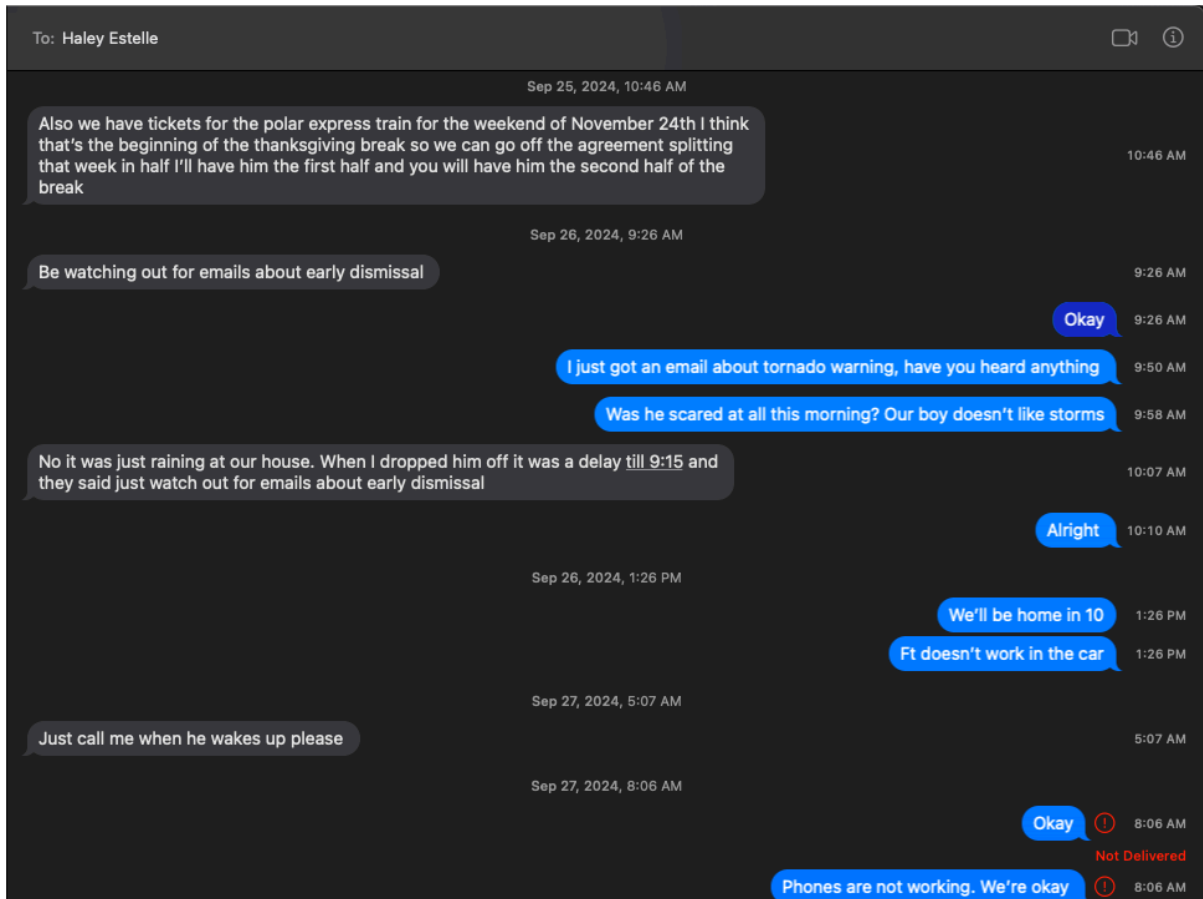 To: Haley Estelle
Sep 25, 2024, 10:46 AM
Also we have tickets for the polar express train for the weekend of November 24th I think
that's the beginning of the thanksgiving break so we can go off the agreement splitting
that week in half I'll have him the first half and you will have him the second half of the
break
10:46 AM
Sep 26, 2024, 9:26 AM
Be watching out for emails about early dismissal
9:26 AM
Okay 9:26 AM
I just got an email about tornado warning, have you heard anything 9:50 AM
Was he scared at all this morning? Our boy doesn't like storms 9:58 AM
No it was just raining at our house. When I dropped him off it was a delay till 9:15 and
they said just watch out for emails about early dismissal
10:07 AM
Alright 10:10 AM
Sep 26, 2024, 1:26 PM
We'll be home in 10 1:26 PM
Ft doesn't work in the car 1:26 PM
Sep 27, 2024, 5:07 AM
Just call me when he wakes up please 5:07 AM
Sep 27, 2024, 8:06 AM
Okay 8:06 AM
Not Delivered
Phones are not working. We're okay 8:06 AM